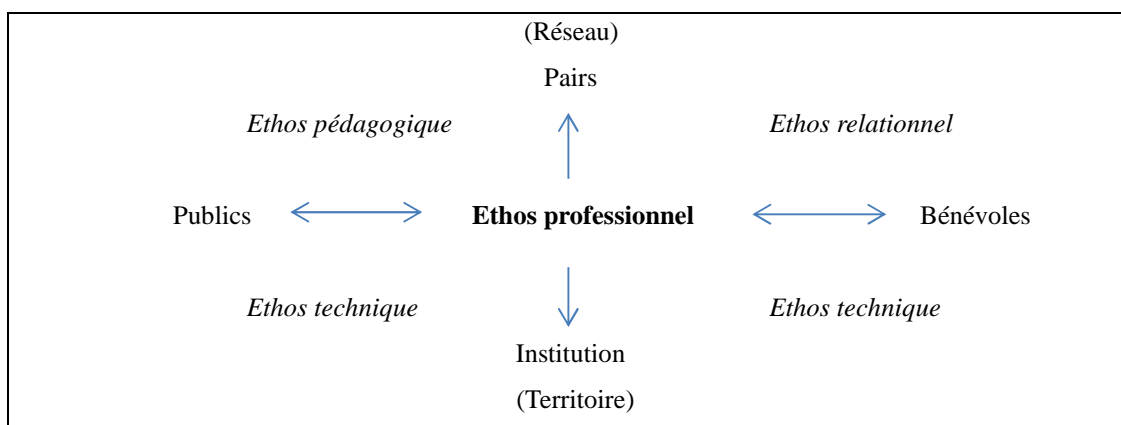 (Réseau)
Pairs
Ethos pédagogique Ethos relationnel
Publics Ethos professionnel Bénévoles
Ethos technique Ethos technique
Institution
(Territoire)